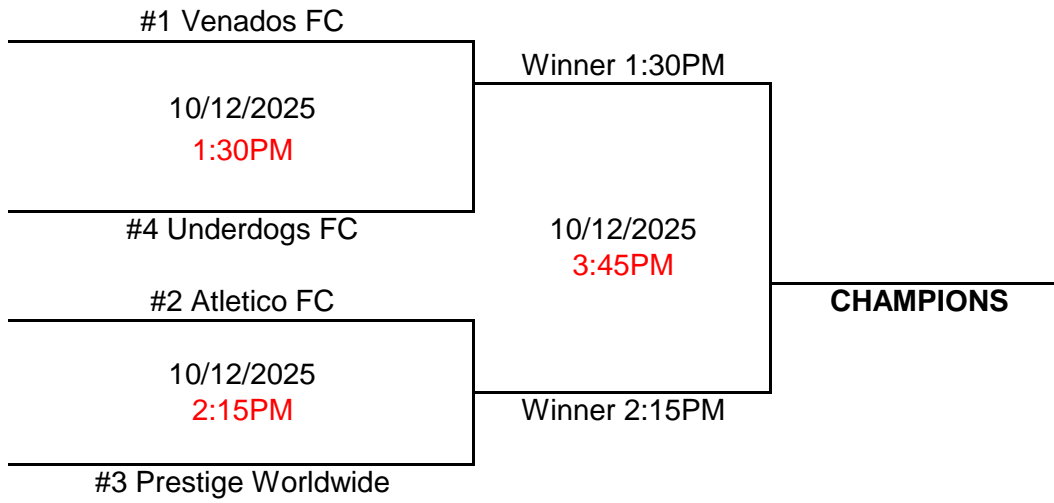 #1 Venados FC
Winner 1:30PM
10/12/2025
1:30PM
#4 Underdogs FC
10/12/2025
3:45PM
#2 Atletico FC
CHAMPIONS
10/12/2025
2:15PM
Winner 2:15PM
#3 Prestige Worldwide